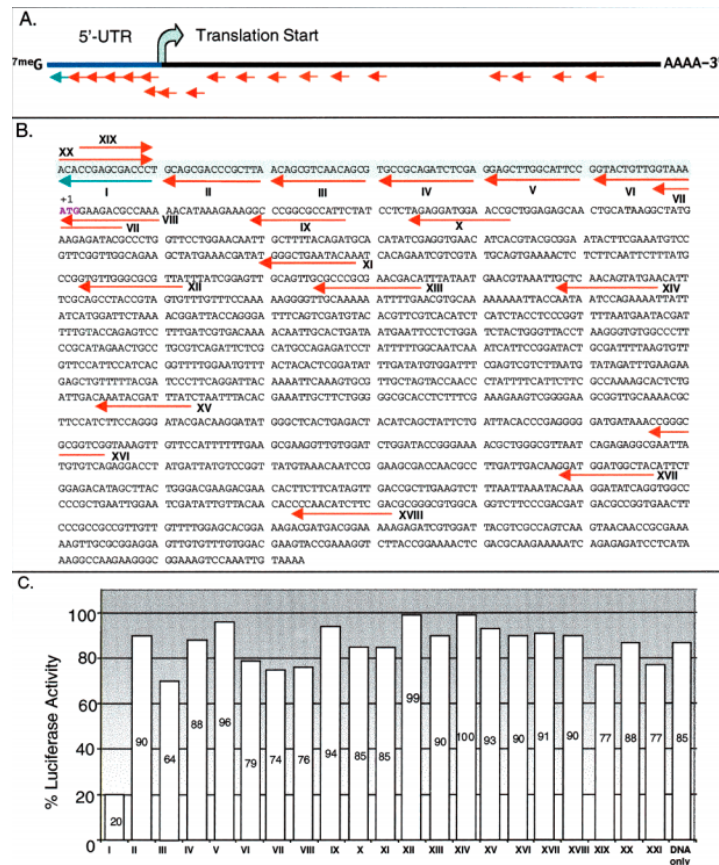 A.
5'-UTR
Translation Start
7meG
AAAA-3'
B.
XIX
XX
ACACCGAGCGACCCT GCAGCGACCCGCTTA ACAGCGTCAACAGCG TGCCGCAGATCTCGA GGAGCTTGGCATTCC GGTACTGTTGGTAAA
I II III IV V VI VII
+1
ATGGAAGACGCCAAA AACATAAAGAAAGGC CCGGCGCCATTCTAT CCTCTAGAGGATGGA ACCGCTGGAGAGCAA CTGCATAAGGCTATG
VII VIII IX X
AAGAGATACGCCCTG GTTCCTGGAACAATT GCTTTTACAGATGCA CATATCGAGGTGAAC ATCACGTACGCGGAA TACTTCGAAATGTCC
GTTCGGTTGGCAGAA GCTATGAAACGATAT GGGCTGAATACAAAT CACAGAATCGTCGTA TGCAGTGAAAACTCT CTTCAATTCTTTATG
XI
CCGGTGTTGGGCGCG TTATTTATCGGAGTT GCAGTTGCGCCCGCG AACGACATTTATAAT GAACGTAAATTGCTC AACAGTATGAACATT
XII XIII XIV
TCGCAGCCTACCGTA GTGTTTGTTTCCAAA AAGGGGTTGCAAAAA ATTTTGAACGTGCAA AAAAAATTACCAATA ATCCAGAAAATTATT
ATCATGGATTCTAAA ACGGATTACCAGGGA TTTCAGTCGATGTAC ACGTTCGTCACATCT CATCTACCTCCCGGT TTTAATGAATACGAT
TTTGTACCAGAGTCC TTTGATCGTGACAAA ACAATTGCACTGATA ATGAATTCCTCTGGA TCTACTGGGTTACCT AAGGGTGTGGCCCTT
CCGCATAGAACTGCC TGCGTCAGATTCTCG CATGCCAGAGATCCT ATTTTTGGCAATCAA ATCATTCCGGATACT GCGATTTTAAGTGTT
GTTCCATTCCATCAC GGTTTTGGAATGTTT ACTACACTCGGATAT TTGATATGTGGATTT CGAGTCGTCTTAATG TATAGATTTGAAGAA
GAGCTGTTTTTACGA TCCCTTCAGGATTAC AAAATTCAAAGTGCG TTGCTAGTACCAACC CTATTTTCATTCTTC GCCAAAAGCACTCTG
ATTGACAAATACGAT TTATCTAATTTACACG AAATTGCTTCTGGG GGCGCACCTCTTTCG AAAGAAGTCGGGGAA GCGGTTGCAAAACGC
XV
TTCCATCTTCCAGGG ATACGACAAGGATAT GGGCTCACTGAGACT ACATCAGCTATTCTG ATTACACCCGAGGGG GATGATAAACCGGGC
GCGGTCGGTAAAGTT GTTCCATTTTTTGAA GCGAAGGTTGTGGAT CTGGATACCGGGAAA ACGCTGGGCGTTAAT CAGAGAGGCGAATTA
XVI
TGTGTCAGAGGACCT ATGATTATGTCCGGT TATGTAAACAATCCG GAAGCGACCAACGCC TTGATTGACAAGGAT GGATGGCTACATTCT
XVII
GGAGACATAGCTTAC TGGGACGAAGACGAA CACTTCTTCATAGTT GACCGCTTGAAGTCT TTAATTAAATACAAA GGATATCAGGTGGCC
CCCGCTGAATTGGAA TCGATATTGTTACAA CACCCCAACATCTTC GACGCGGGCGTGGCA GGTCTTCCCGACGAT GACGCCGGTGAACTT
XVIII
CCCGCCGCCGTTGTT GTTTTGGAGCACGGA AAGACGATGACGGAA AAAGAGATCGTGGAT TACGTCGCCAGTCAA GTAACAACCGCGAAA
AAGTTGCGCGGAGGA GTTGTGTTTGTGGAC GAAGTACCGAAAGGT CTTACCGGAAAACTC GACGCAAGAAAAATC AGAGAGATCCTCATA
AAGGCCAAGAAGGGC GGAAAGTCCAAATTG TAAAA
C.
% Luciferase Activity
100
80
60
40
20
0
20 90 64 88 96 79 74 76 94 85 85 99 90 100 93 90 91 90 77 88 77 85
I II III IV V VI VII VIII IX X XI XII XIII XIV XV XVI XVII XVIII XIX XX XXI DNA only